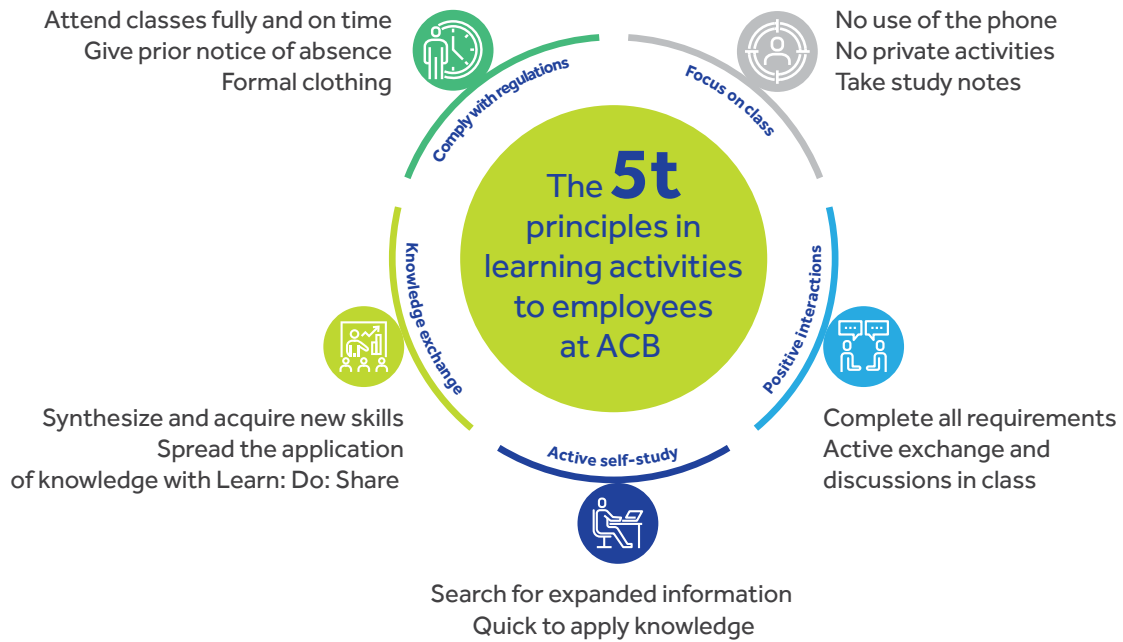 Attend classes fully and on time
Give prior notice of absence
Formal clothing
Comply with regulations
No use of the phone
No private activities
Take study notes
Focus on class
The 5t
principles in
learning activities
to employees
at ACB
Knowledge exchange
Synthesize and acquire new skills
Spread the application
of knowledge with Learn: Do: Share
Positive interactions
Complete all requirements
Active exchange and
discussions in class
Active self-study
Search for expanded information
Quick to apply knowledge